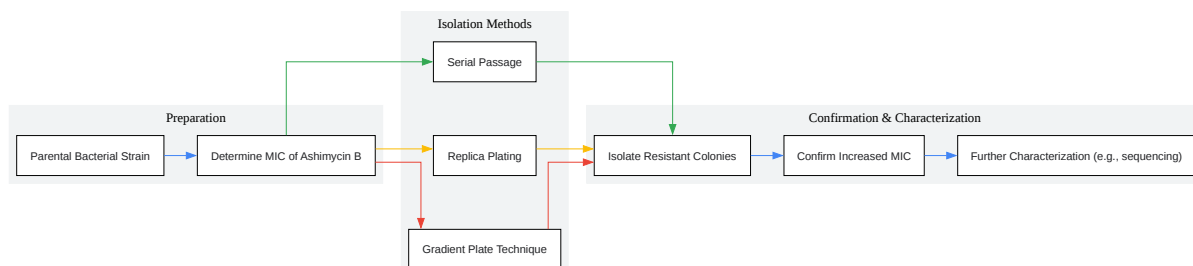 Isolation Methods
Serial Passage
Preparation
Confirmation & Characterization
Parental Bacterial Strain
Determine MIC of Ashimycin B
Replica Plating
Isolate Resistant Colonies
Confirm Increased MIC
Further Characterization (e.g., sequencing)
Gradient Plate Technique